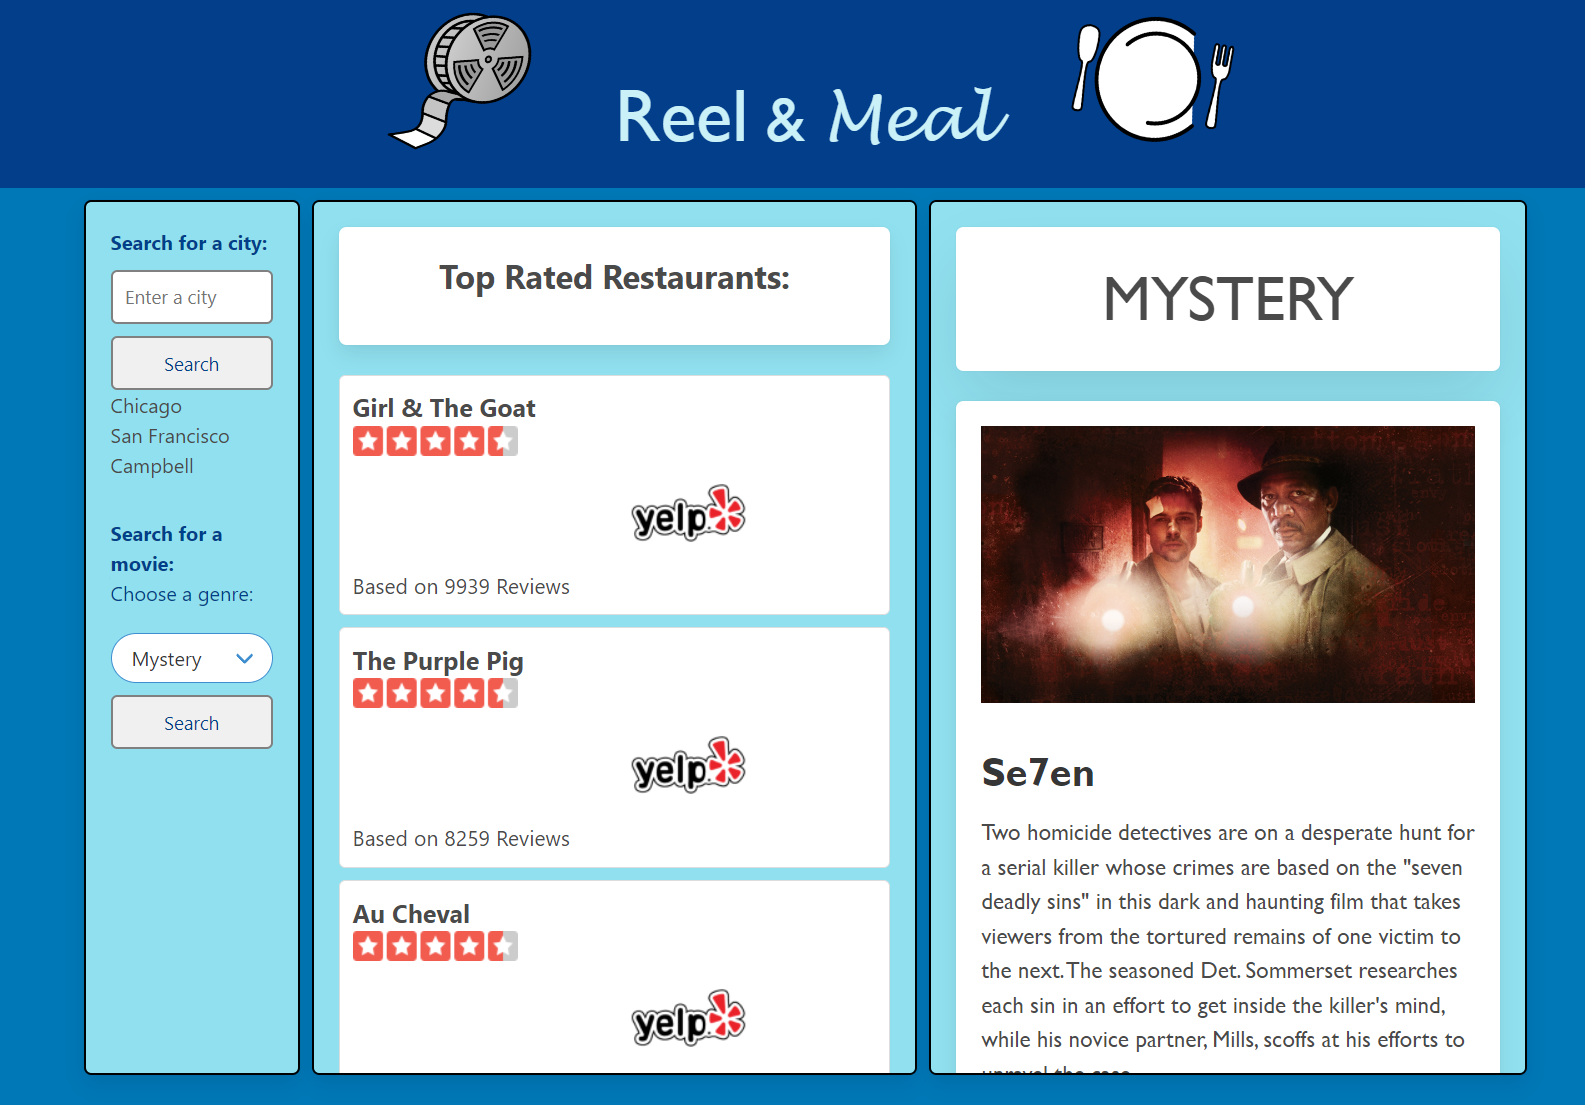 Reel & Meal
Search for a city:
Enter a city
Search
Chicago
San Francisco
Campbell
Search for a
movie:
Choose a genre:
Mystery
Search
Top Rated Restaurants:
Girl & The Goat
yelp
Based on 9939 Reviews
The Purple Pig
yelp
Based on 8259 Reviews
Au Cheval
yelp
MYSTERY
Se7en
Two homicide detectives are on a desperate hunt for
a serial killer whose crimes are based on the "seven
deadly sins" in this dark and haunting film that takes
viewers from the tortured remains of one victim to
the next. The seasoned Det. Sommerset researches
each sin in an effort to get inside the killer's mind,
while his novice partner, Mills, scoffs at his efforts to
unravel the case.